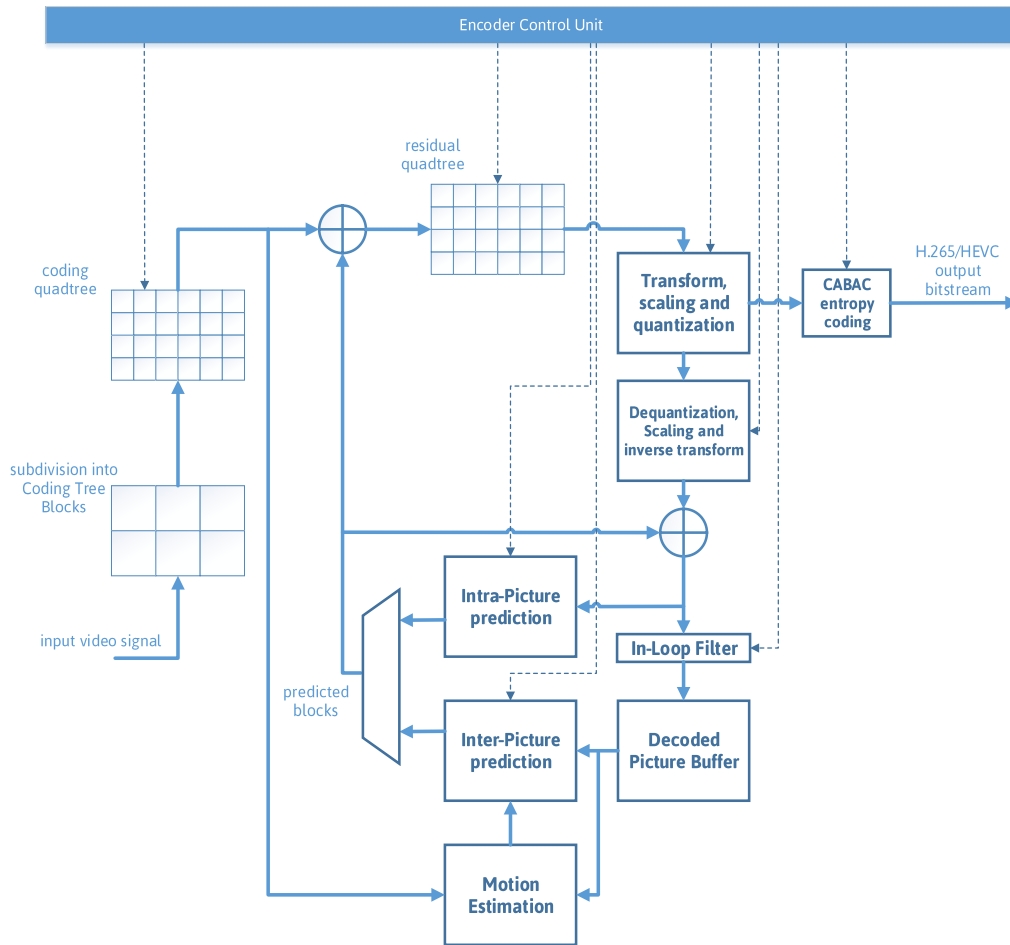 Encoder Control Unit
residual
quadtree
coding
quadtree
H.265/HEVC
output
bitstream
Transform,
scaling and
quantization
CABAC
entropy
coding
Dequantization,
Scaling and
inverse transform
subdivision into
Coding Tree
Blocks
Intra-Picture
prediction
input video signal
In-Loop Filter
predicted
blocks
Inter-Picture
prediction
Decoded
Picture Buffer
Motion
Estimation